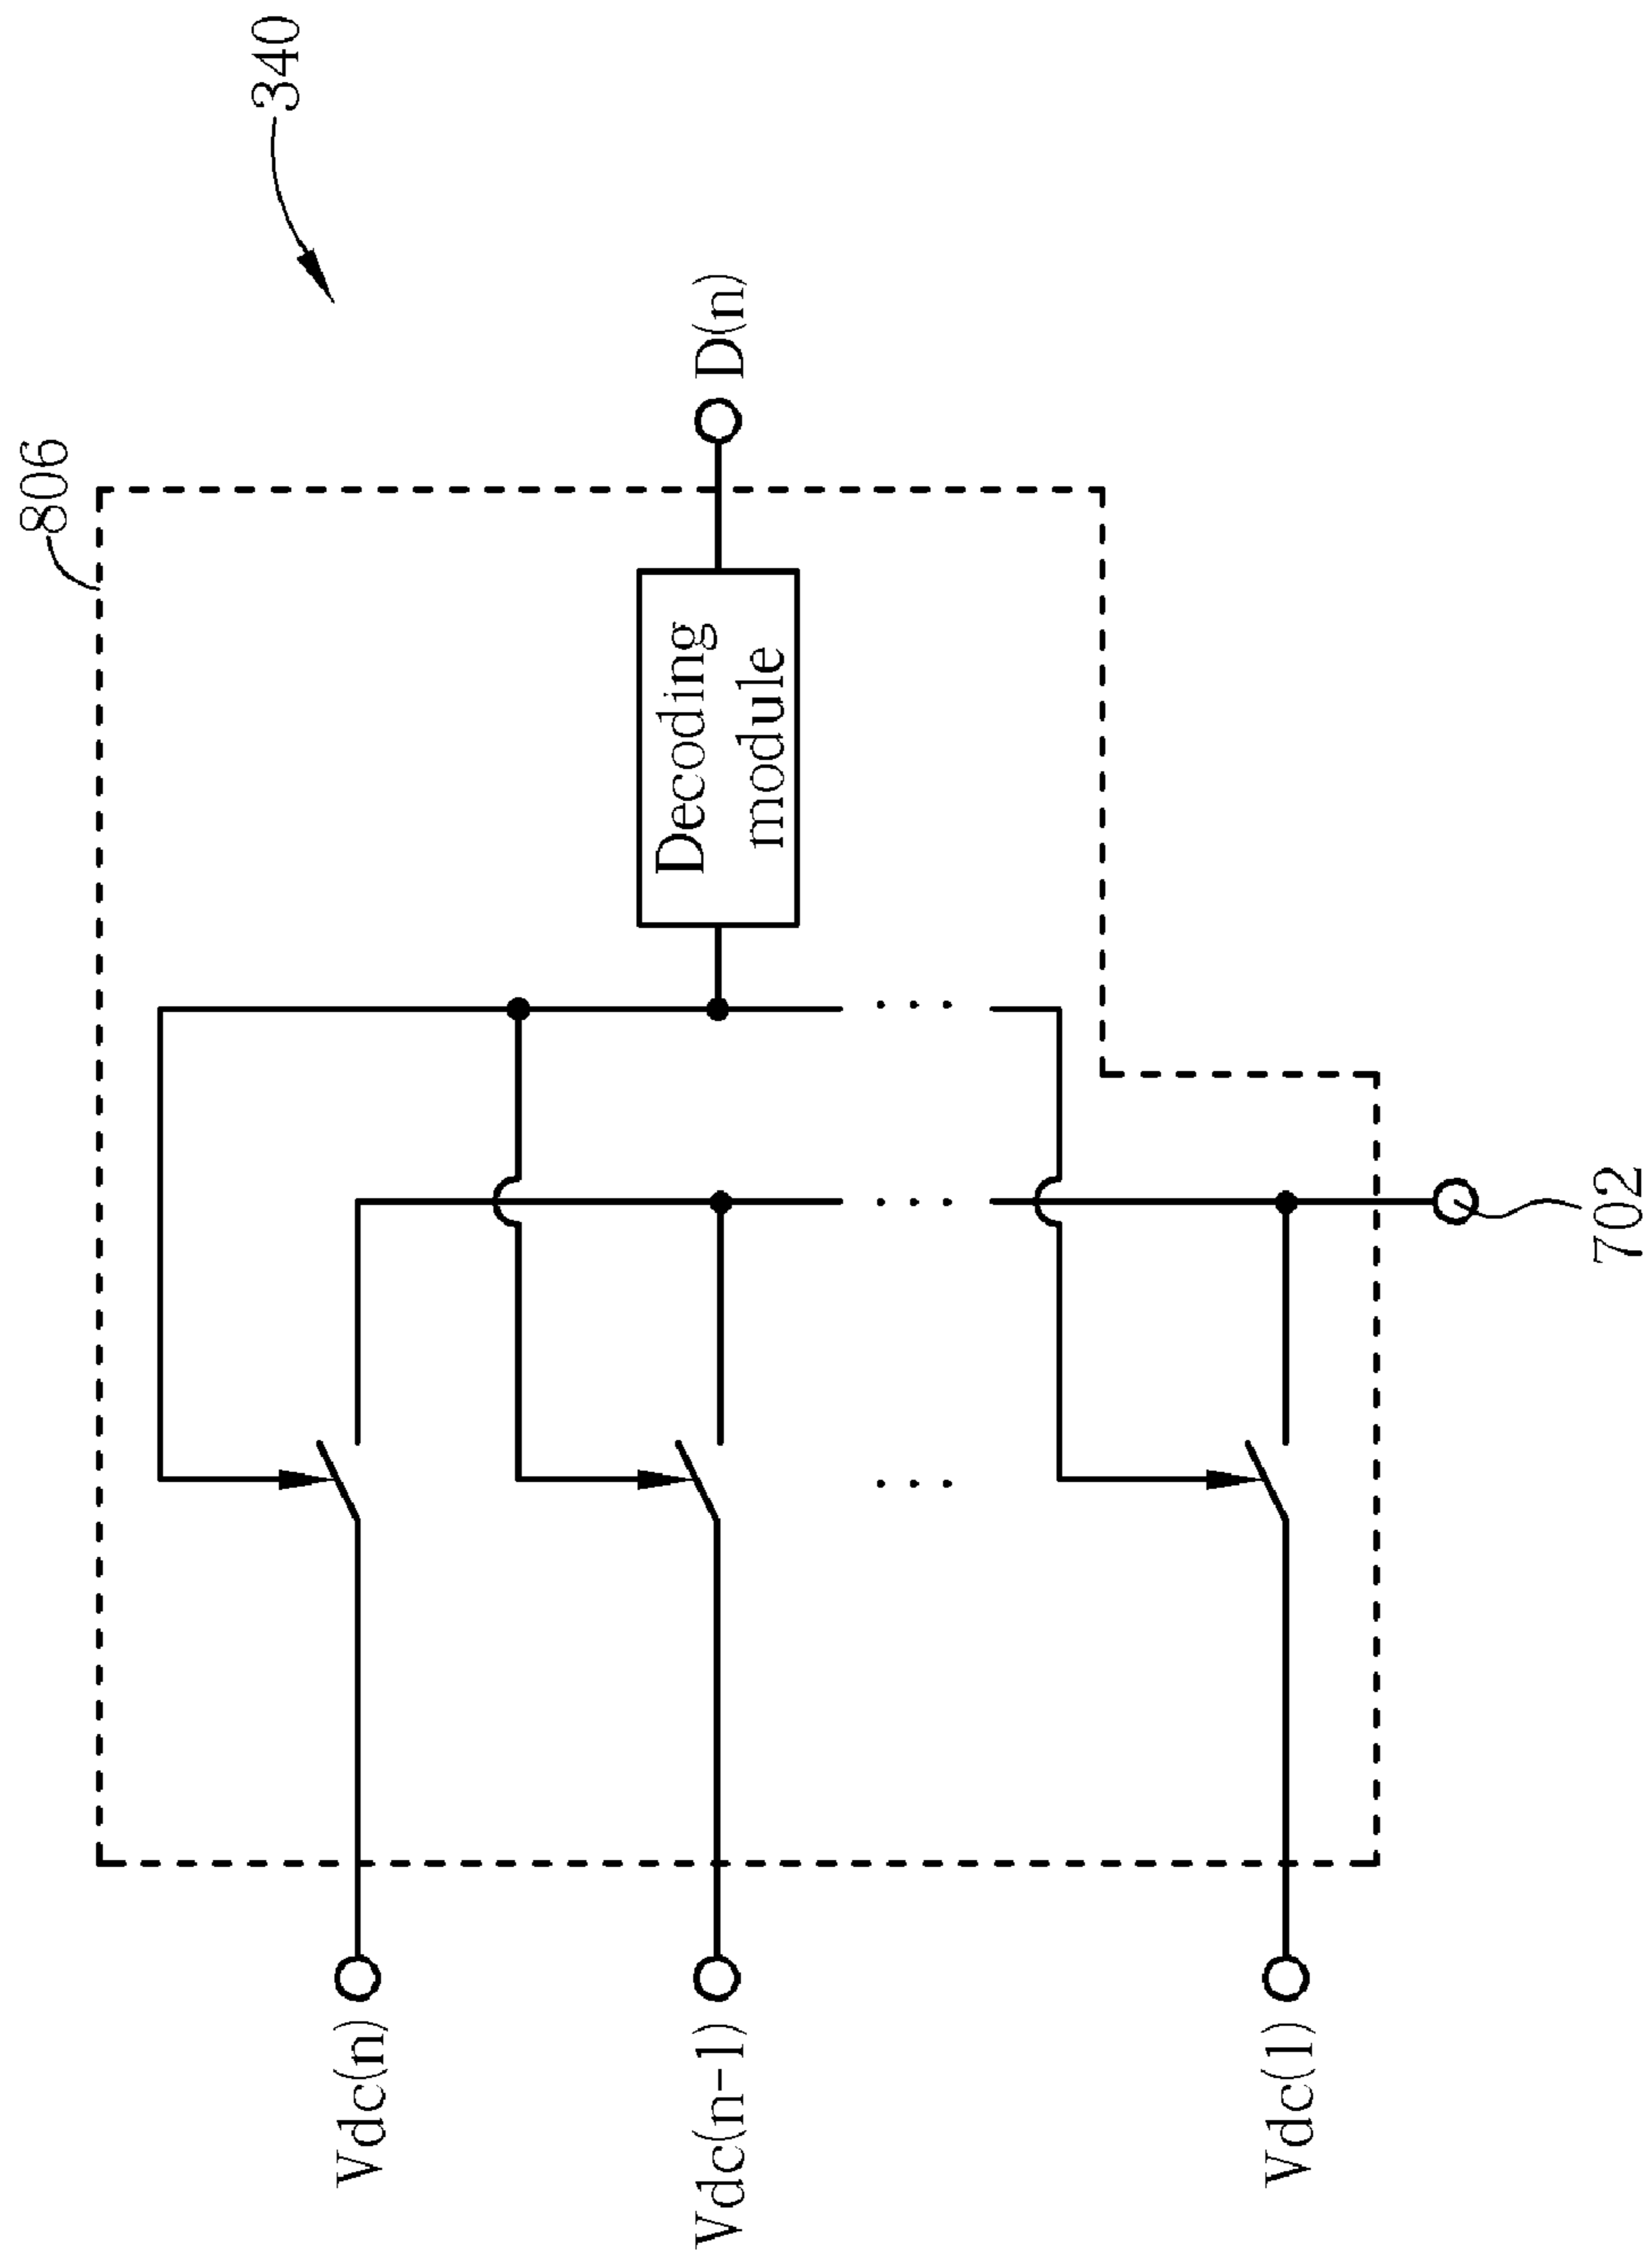 340
806
D(n)
Decoding
module
702
Vdc(n)
Vdc(n-1)
Vdc(1)